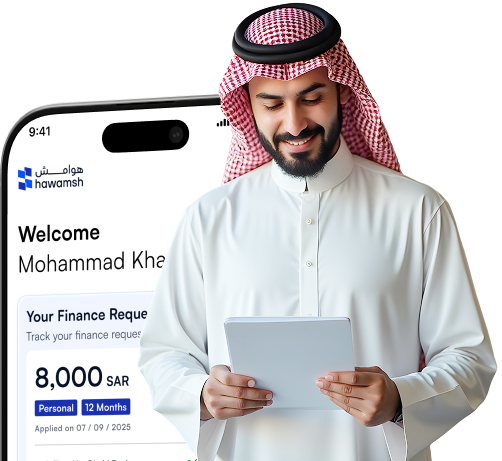 9:41
هوامش
hawamsh
Welcome
Mohammad Kha
Your Finance Reque
Track your finance reques
8,000 SAR
Personal
12 Months
Applied on 07 / 09 / 2025